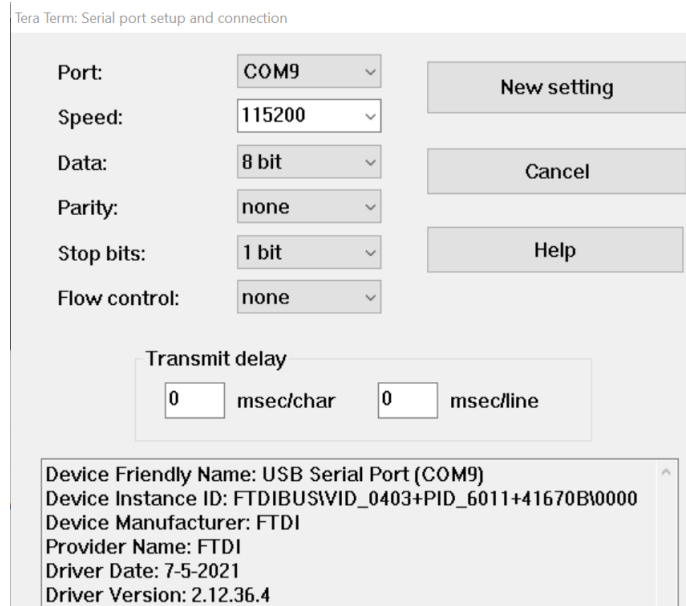 Tera Term: Serial port setup and connection
Port: COM9
New setting
Speed: 115200
Data: 8 bit
Cancel
Parity: none
Stop bits: 1 bit
Help
Flow control: none
Transmit delay
0 msec/char 0 msec/line
Device Friendly Name: USB Serial Port (COM9)
Device Instance ID: FTDIBUS\VID_0403+PID_6011+41670B\0000
Device Manufacturer: FTDI
Provider Name: FTDI
Driver Date: 7-5-2021
Driver Version: 2.12.36.4